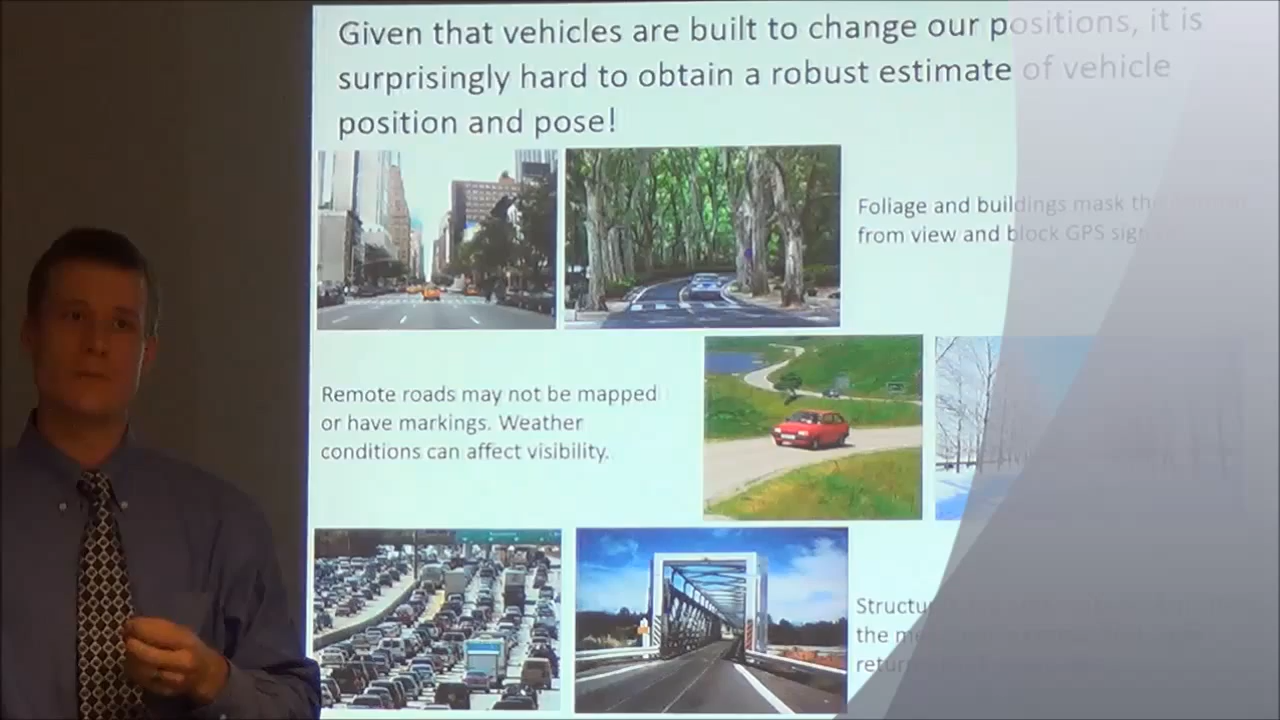 Given that vehicles are built to change our positions, it is
surprisingly hard to obtain a robust estimate of vehicle
position and pose!
Foliage and buildings mask the
from view and block GPS
Remote roads may not be mapped
or have markings. Weather
conditions can affect visibility.
the